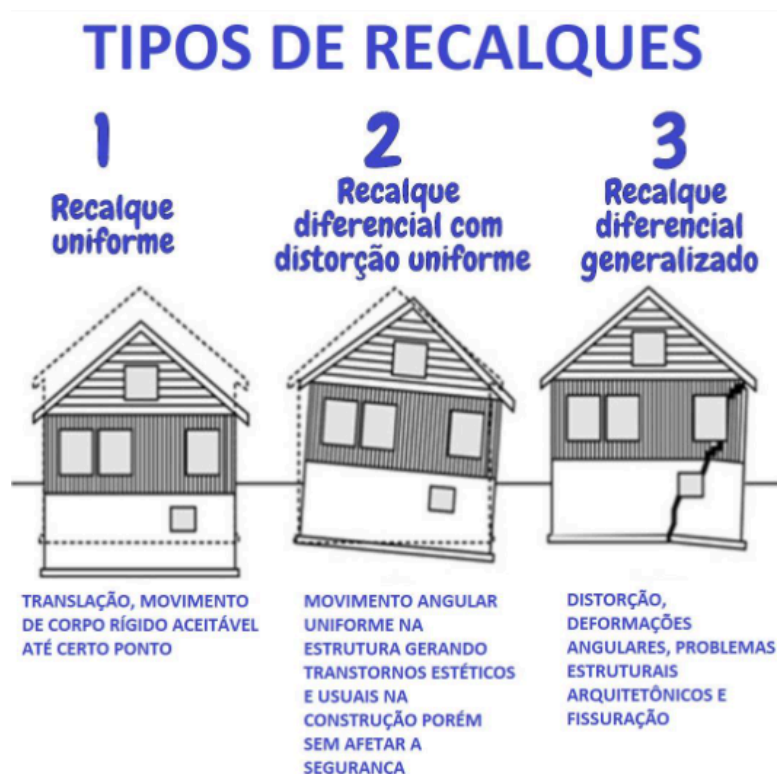 TIPOS DE RECALQUES
1
Recalque
uniforme
2
Recalque
diferencial com
distorção uniforme
3
Recalque
diferencial
generalizado
TRANSLAÇÃO, MOVIMENTO
DE CORPO RÍGIDO ACEITÁVEL
ATÉ CERTO PONTO
MOVIMENTO ANGULAR
UNIFORME NA
ESTRUTURA GERANDO
TRANSTORNOS ESTÉTICOS
E USUAIS NA
CONSTRUÇÃO PORÉM
SEM AFETAR A
SEGURANCA
DISTORÇÃO,
DEFORMAÇÕES
ANGULARES, PROBLEMAS
ESTRUTURAIS
ARQUITETÔNICOS E
FISSURAÇÃO